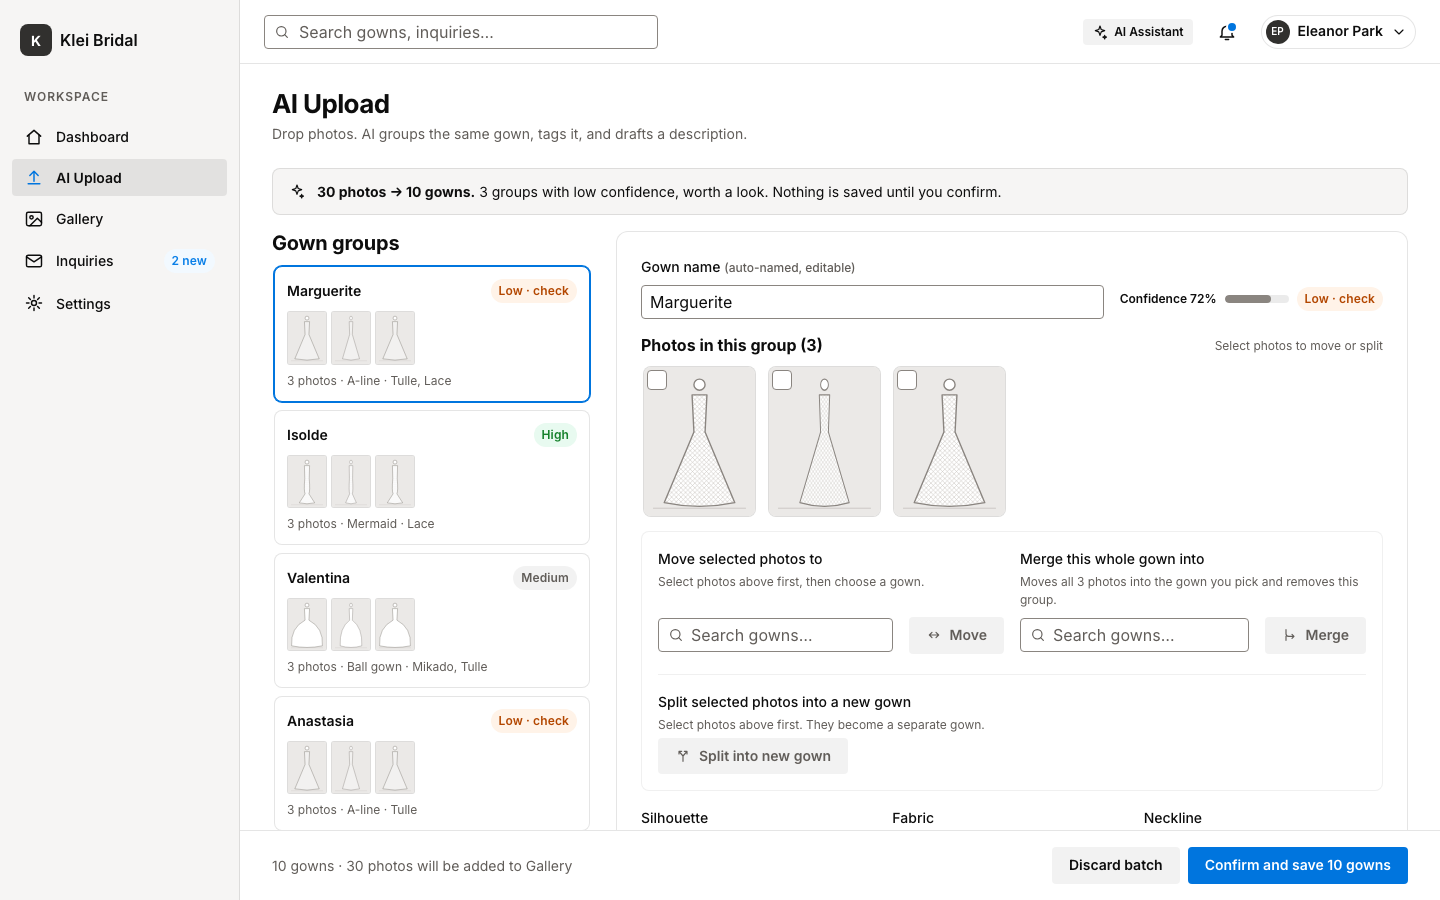 K Klei Bridal
Search gowns, inquiries...
AI Assistant
EP Eleanor Park
WORKSPACE
Dashboard
AI Upload
Gallery
Inquiries 2 new
Settings
AI Upload
Drop photos. AI groups the same gown, tags it, and drafts a description.
30 photos → 10 gowns. 3 groups with low confidence, worth a look. Nothing is saved until you confirm.
Gown groups
Marguerite Low · check
3 photos · A-line · Tulle, Lace
Isolde High
3 photos · Mermaid · Lace
Valentina Medium
3 photos · Ball gown · Mikado, Tulle
Anastasia Low · check
3 photos · A-line · Tulle
Gown name (auto-named, editable)
Marguerite
Confidence 72% Low · check
Photos in this group (3)
Select photos to move or split
Move selected photos to
Select photos above first, then choose a gown.
Search gowns... Move
Merge this whole gown into
Moves all 3 photos into the gown you pick and removes this
group.
Search gowns... Merge
Split selected photos into a new gown
Select photos above first. They become a separate gown.
Split into new gown
Silhouette Fabric Neckline
10 gowns · 30 photos will be added to Gallery
Discard batch
Confirm and save 10 gowns